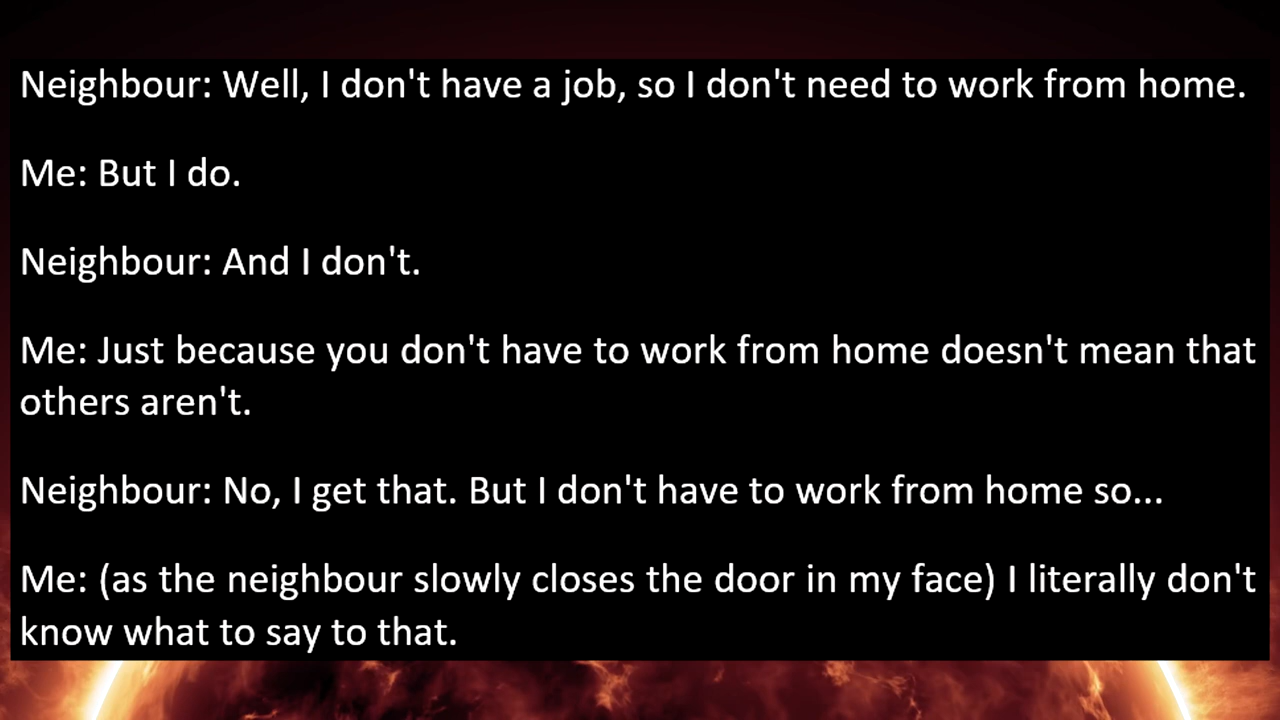 Neighbour: Well, I don't have a job, so I don't need to work from home.
Me: But I do.
Neighbour: And I don't.
Me: Just because you don't have to work from home doesn't mean that
others aren't.
Neighbour: No, I get that. But I don't have to work from home so...
Me: (as the neighbour slowly closes the door in my face) I literally don't
know what to say to that.